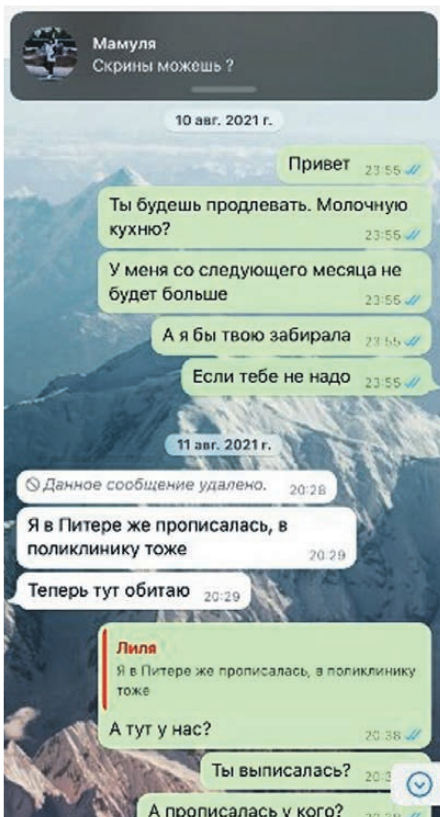 Мамуля
Скрины можешь ?
10 авг. 2021 г.
Привет 23:55
Ты будешь продлевать. Молочную
кухню? 23:55
У меня со следующего месяца не
будет больше 23:55
А я бы твою забирала 23:55
Если тебе не надо 23:55
11 авг. 2021 г.
Данное сообщение удалено. 20:28
Я в Питере же прописалась, в
поликлинику тоже 20:29
Теперь тут обитаю 20:29
Лиля
Я в Питере же прописалась, в поликлинику
тоже
А тут у нас? 20:38
Ты выписалась?
А прописалась у кого?